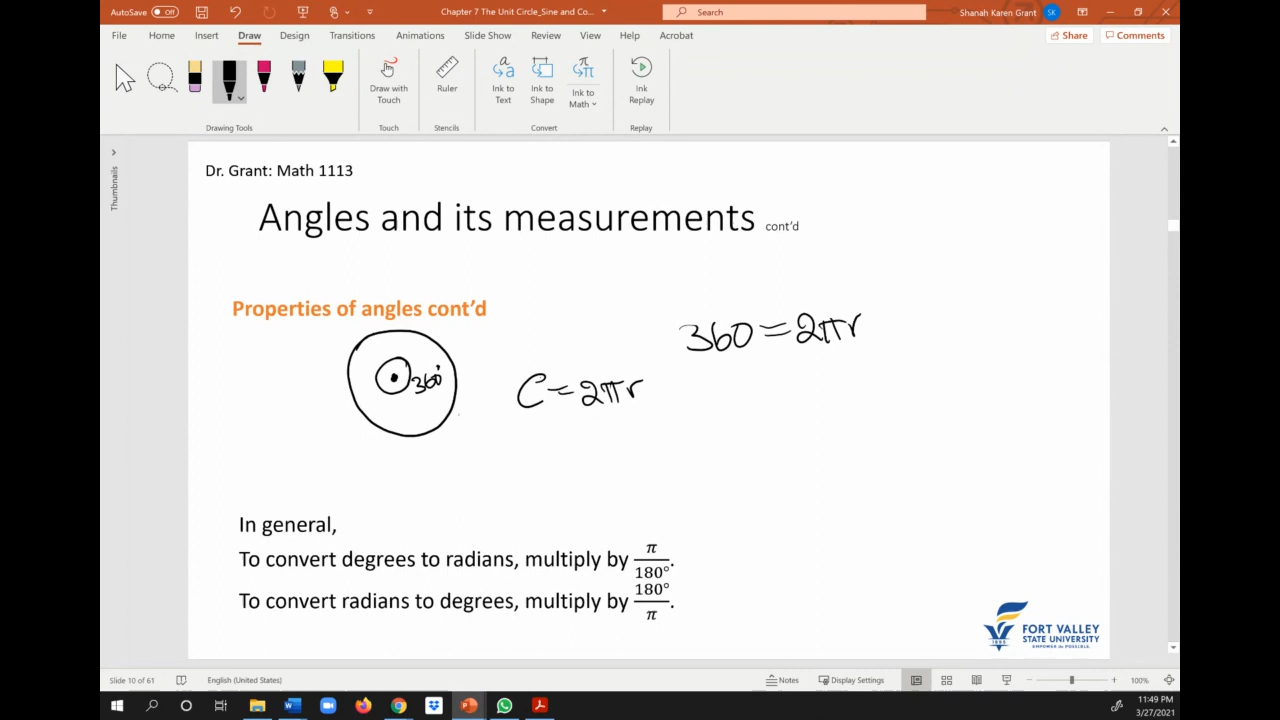 AutoSave Off Chapter 7 The Unit Circle_Sine and Co... Search Shanah Karen Grant SK
File Home Insert Draw Design Transitions Animations Slide Show Review View Help Acrobat Share Comments
Draw with Touch Ruler Ink to Text Ink to Shape Ink to Math Ink Replay
Drawing Tools Touch Stencils Convert Replay
Thumbnails
Dr. Grant: Math 1113
Angles and its measurements cont'd
Properties of angles cont'd
360 = 2πr
360°
C = 2πr
In general,
To convert degrees to radians, multiply by π/180°.
To convert radians to degrees, multiply by 180°/π.
FORT VALLEY
STATE UNIVERSITY
EMPOWER the POSSIBLE
1895
Slide 10 of 61 English (United States) Notes Display Settings 100%
11:49 PM
3/27/2021